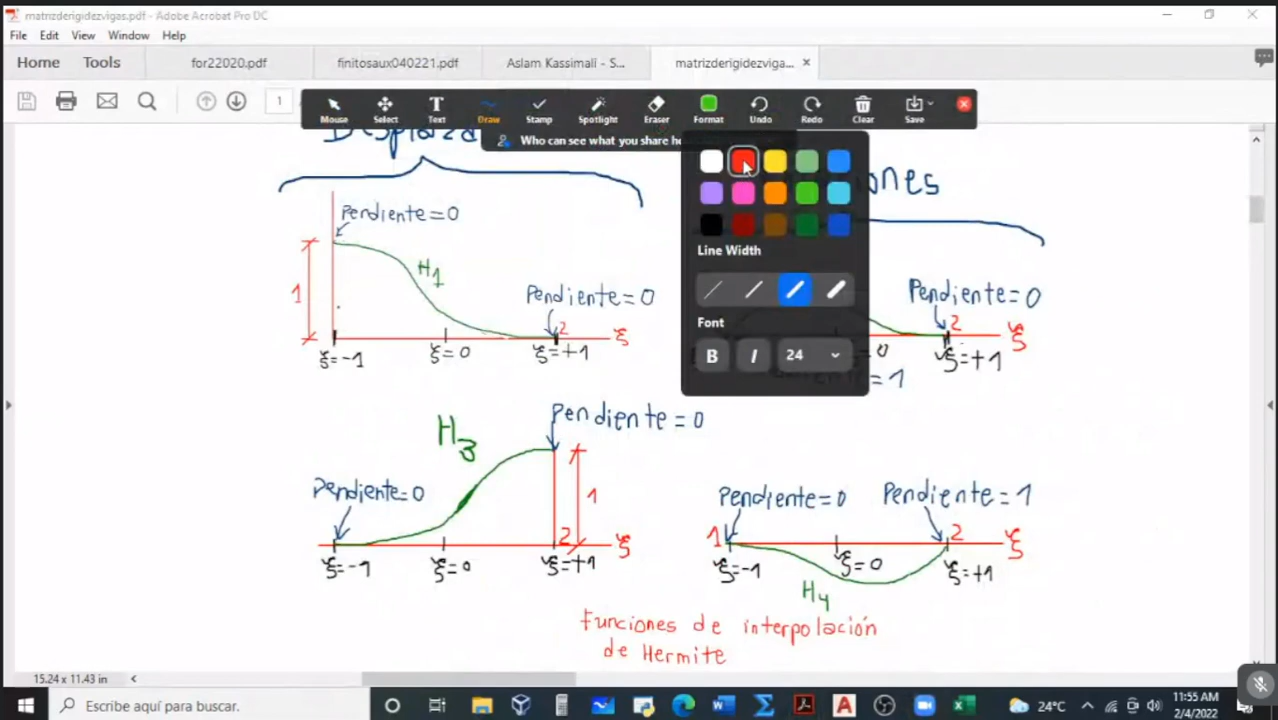 matrizderigidezvigas.pdf - Adobe Acrobat Pro DC
File Edit View Window Help
Home Tools for22020.pdf finitosaux040221.pdf Aslam Kassimali - S... matrizderigidezviga... ×
1
Mouse Select Text Draw Stamp Spotlight Eraser Format Undo Redo Clear Save
Who can see what you share he
ones
Pendiente=0
H1
1
Pendiente=0
2
ξ
ξ=-1 ξ=0 ξ=+1
Line Width
Font
B I 24
Pendiente=0
2
ξ
=0 ξ=+1
=1
H3
pendiente=0
Pendiente=0
1
2
ξ
ξ=-1 ξ=0 ξ=+1
Pendiente=0 Pendiente=1
1 2
ξ
ξ=-1 ξ=0 ξ=+1
H4
Funciones de interpolación
de Hermite
15.24 x 11.43 in
Escribe aquí para buscar.
24°C
11:55 AM
2/4/2022